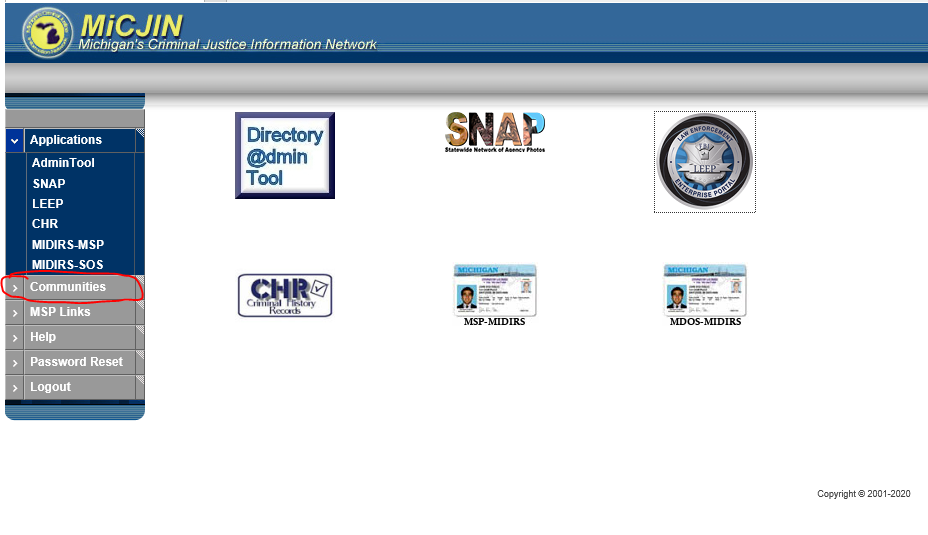 MiCJIN
Michigan's Criminal Justice Information Network
Applications
AdminTool
SNAP
LEEP
CHR
MIDIRS-MSP
MIDIRS-SOS
Communities
MSP Links
Help
Password Reset
Logout
Directory
@dmin
Tool
SNAP
Statewide Network of Agency Photos
LAW ENFORCEMENT
LEEP
ENTERPRISE PORTAL
CHR
Criminal History
Records
MICHIGAN
MSP-MIDIRS
MICHIGAN
MDOS-MIDIRS
Copyright © 2001-2020